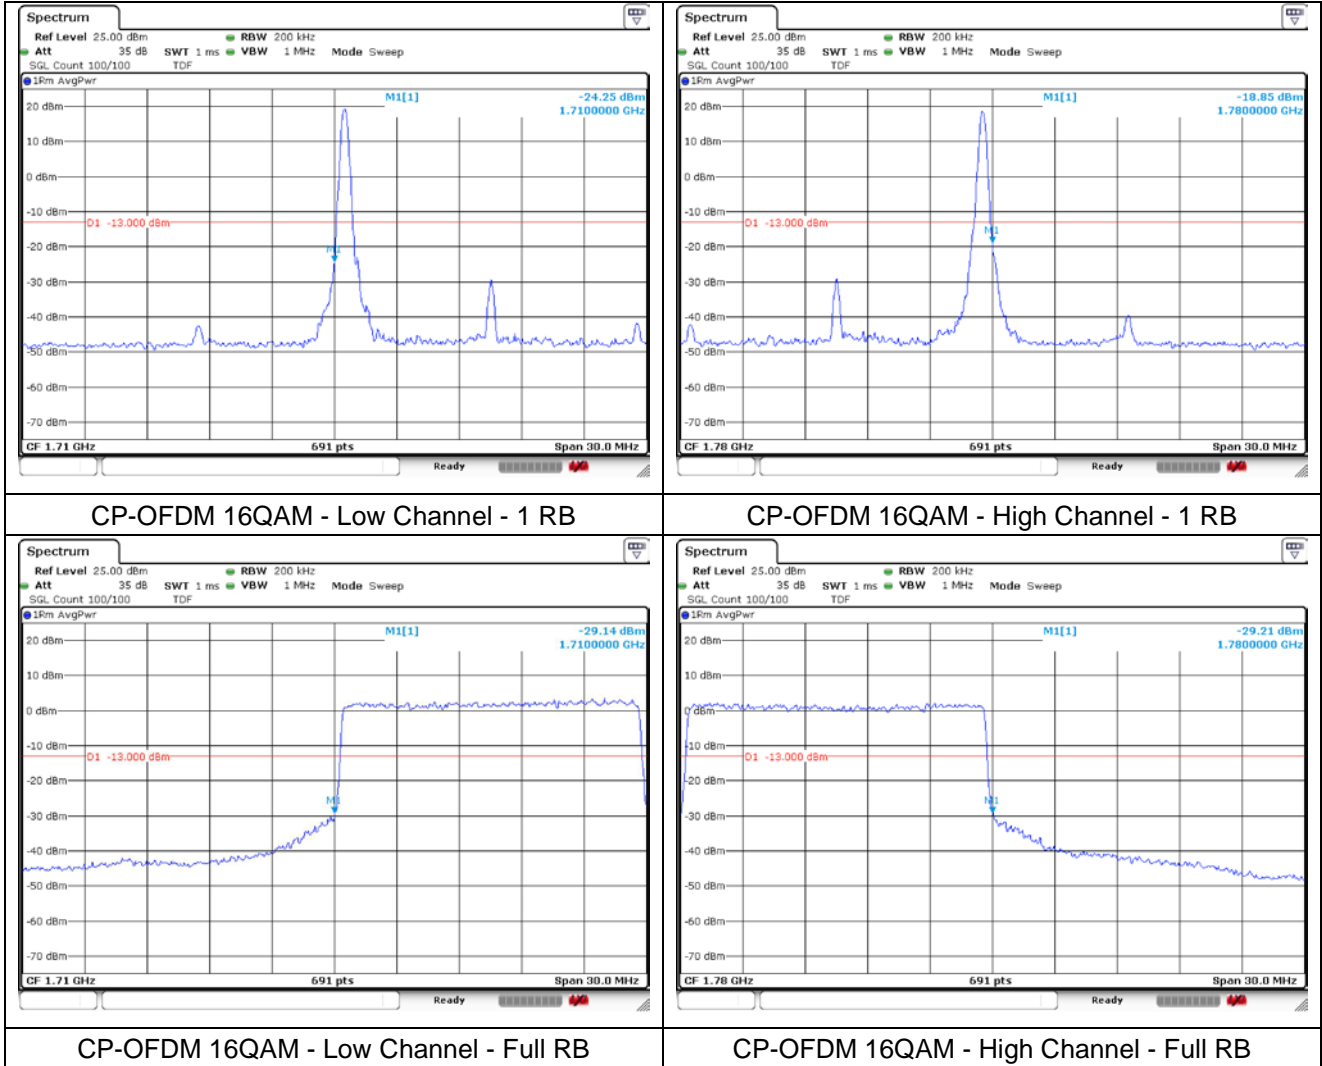 Spectrum
Ref Level 25.00 dBm RBW 200 kHz
Att 35 dB SWT 1 ms VBW 1 MHz Mode Sweep
SGL Count 100/100 TDF
1Rm AvgPwr
M1[1] -24.25 dBm
1.7100000 GHz
20 dBm
10 dBm
0 dBm
-10 dBm
D1 -13.000 dBm
M1
-20 dBm
-30 dBm
-40 dBm
-50 dBm
-60 dBm
-70 dBm
CF 1.71 GHz 691 pts Span 30.0 MHz
Ready
CP-OFDM 16QAM - Low Channel - 1 RB
Spectrum
Ref Level 25.00 dBm RBW 200 kHz
Att 35 dB SWT 1 ms VBW 1 MHz Mode Sweep
SGL Count 100/100 TDF
1Rm AvgPwr
M1[1] -18.85 dBm
1.7800000 GHz
20 dBm
10 dBm
0 dBm
-10 dBm
D1 -13.000 dBm
M1
-20 dBm
-30 dBm
-40 dBm
-50 dBm
-60 dBm
-70 dBm
CF 1.78 GHz 691 pts Span 30.0 MHz
Ready
CP-OFDM 16QAM - High Channel - 1 RB
Spectrum
Ref Level 25.00 dBm RBW 200 kHz
Att 35 dB SWT 1 ms VBW 1 MHz Mode Sweep
SGL Count 100/100 TDF
1Rm AvgPwr
M1[1] -29.14 dBm
1.7100000 GHz
20 dBm
10 dBm
0 dBm
-10 dBm
D1 -13.000 dBm
-20 dBm
M1
-30 dBm
-40 dBm
-50 dBm
-60 dBm
-70 dBm
CF 1.71 GHz 691 pts Span 30.0 MHz
Ready
CP-OFDM 16QAM - Low Channel - Full RB
Spectrum
Ref Level 25.00 dBm RBW 200 kHz
Att 35 dB SWT 1 ms VBW 1 MHz Mode Sweep
SGL Count 100/100 TDF
1Rm AvgPwr
M1[1] -29.21 dBm
1.7800000 GHz
20 dBm
10 dBm
0 dBm
-10 dBm
D1 -13.000 dBm
-20 dBm
M1
-30 dBm
-40 dBm
-50 dBm
-60 dBm
-70 dBm
CF 1.78 GHz 691 pts Span 30.0 MHz
Ready
CP-OFDM 16QAM - High Channel - Full RB